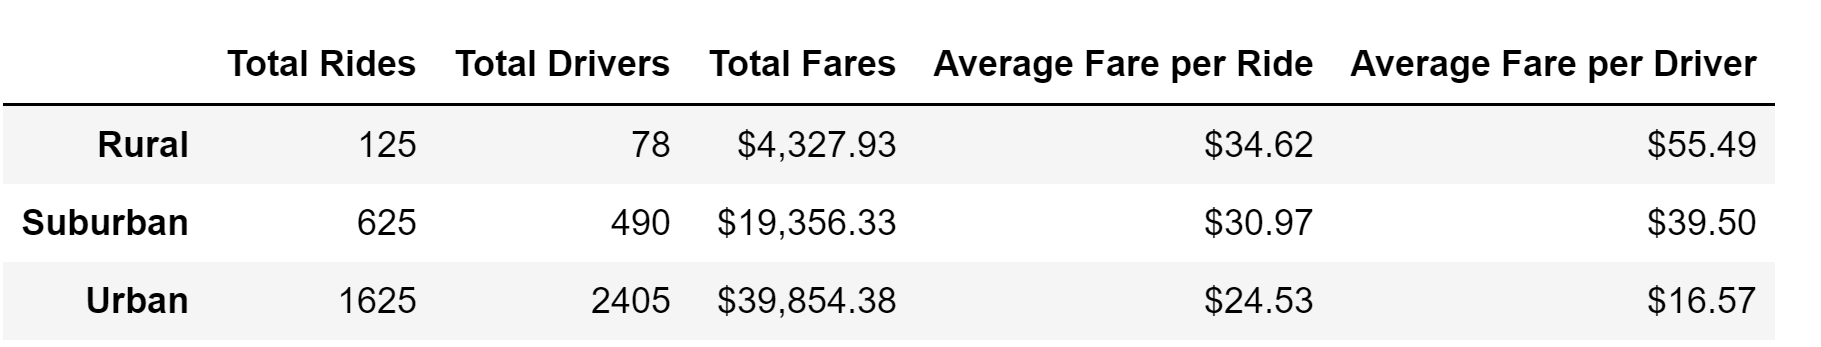 Total Rides Total Drivers Total Fares Average Fare per Ride Average Fare per Driver
Rural 125 78 $4,327.93 $34.62 $55.49
Suburban 625 490 $19,356.33 $30.97 $39.50
Urban 1625 2405 $39,854.38 $24.53 $16.57